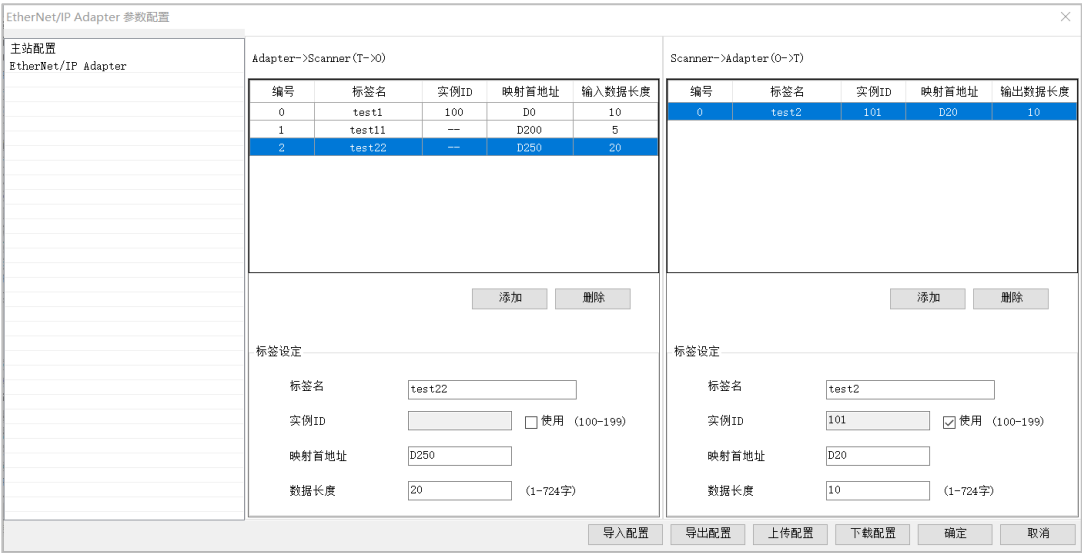 EtherNet/IP Adapter 参数配置
主站配置
EtherNet/IP Adapter
Adapter->Scanner(T->O)
编号 标签名 实例ID 映射首地址 输入数据长度
0 test1 100 D0 10
1 test11 -- D200 5
2 test22 -- D250 20
添加 删除
标签设定
标签名 test22
实例ID 使用 (100-199)
映射首地址 D250
数据长度 20 (1-724字)
Scanner->Adapter(O->T)
编号 标签名 实例ID 映射首地址 输出数据长度
0 test2 101 D20 10
添加 删除
标签设定
标签名 test2
实例ID 101 使用 (100-199)
映射首地址 D20
数据长度 10 (1-724字)
导入配置 导出配置 上传配置 下载配置 确定 取消